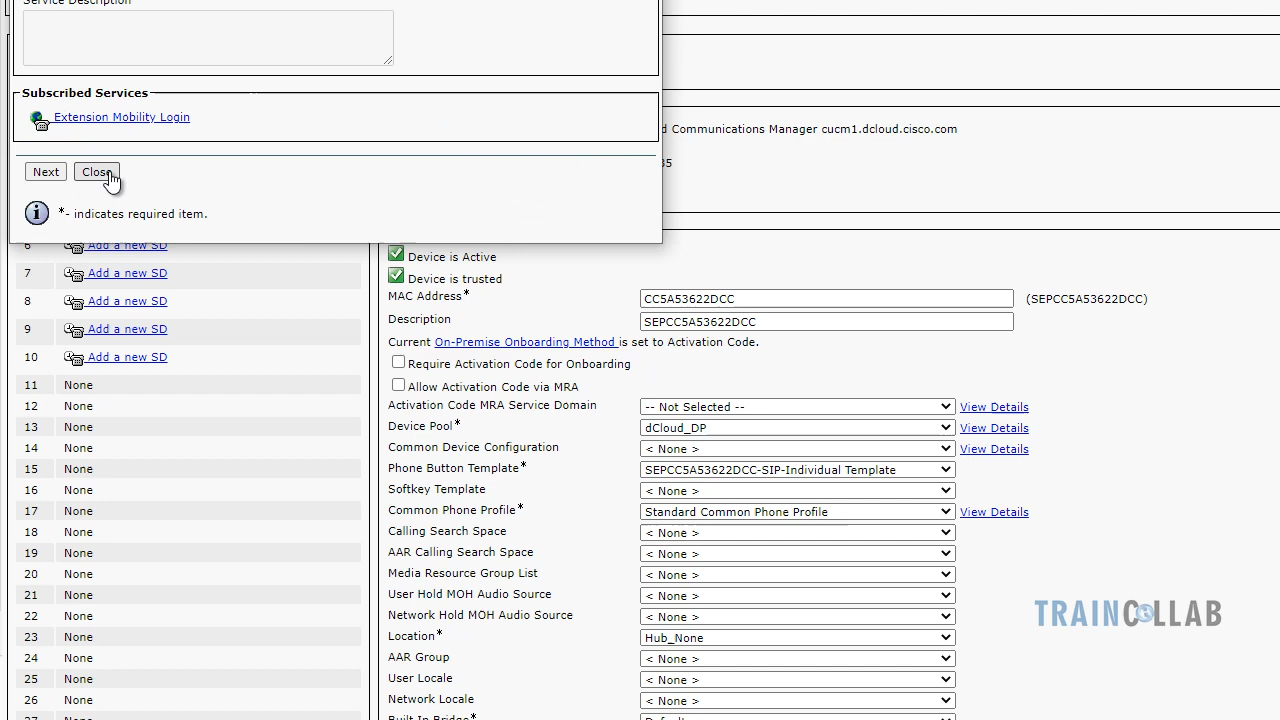 Service Description
Subscribed Services
Extension Mobility Login
Next Close
*- indicates required item.
d Communications Manager cucm1.dcloud.cisco.com
35
6 Add a new SD
7 Add a new SD
8 Add a new SD
9 Add a new SD
10 Add a new SD
11 None
12 None
13 None
14 None
15 None
16 None
17 None
18 None
19 None
20 None
21 None
22 None
23 None
24 None
25 None
26 None
Device is Active
Device is trusted
MAC Address* CC5A53622DCC (SEPCC5A53622DCC)
Description SEPCC5A53622DCC
Current On-Premise Onboarding Method is set to Activation Code.
Require Activation Code for Onboarding
Allow Activation Code via MRA
Activation Code MRA Service Domain -- Not Selected -- View Details
Device Pool* dCloud_DP View Details
Common Device Configuration < None > View Details
Phone Button Template* SEPCC5A53622DCC-SIP-Individual Template
Softkey Template < None >
Common Phone Profile* Standard Common Phone Profile View Details
Calling Search Space < None >
AAR Calling Search Space < None >
Media Resource Group List < None >
User Hold MOH Audio Source < None >
Network Hold MOH Audio Source < None >
Location* Hub_None
AAR Group < None >
User Locale < None >
Network Locale < None >
Built In Bridge* Default
TRAINCOLLAB